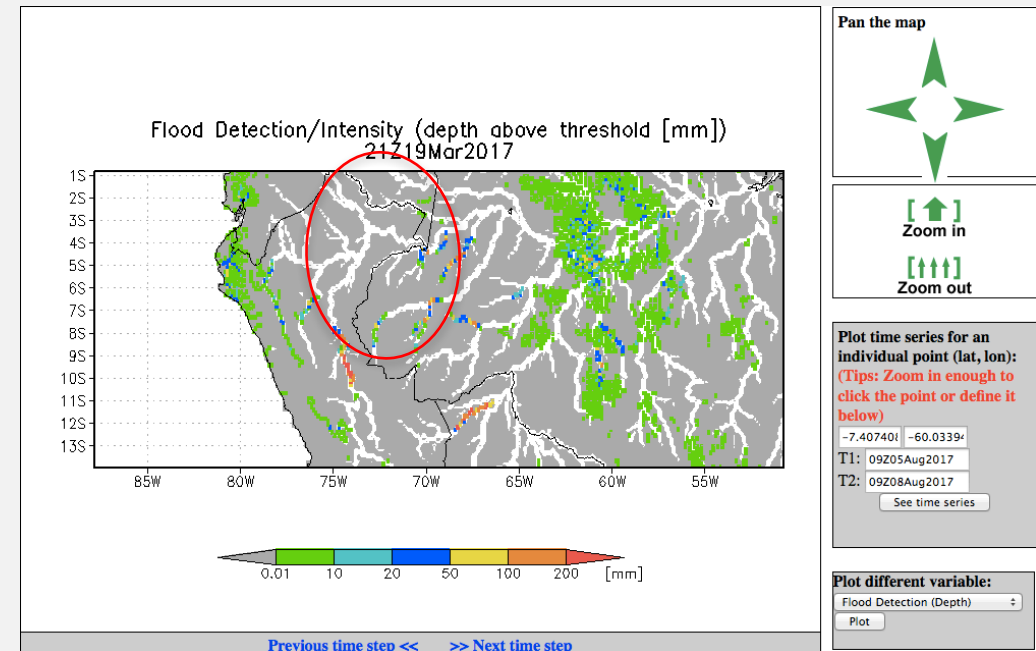 Pan the map
Flood Detection/Intensity (depth above threshold [mm])
21Z19Mar2017
1S
2S
3S
4S
5S
6S
7S
8S
9S
10S
11S
12S
13S
85W
80W
75W
70W
65W
60W
55W
0.01
10
20
50
100
200
[mm]
Previous time step <<
>> Next time step
[ ]
Zoom in
[ ]
Zoom out
Plot time series for an
individual point (lat, lon):
(Tips: Zoom in enough to
click the point or define it
below)
-7.40740 -60.0339
T1: 09Z05Aug2017
T2: 09Z08Aug2017
See time series
Plot different variable:
Flood Detection (Depth)
Plot